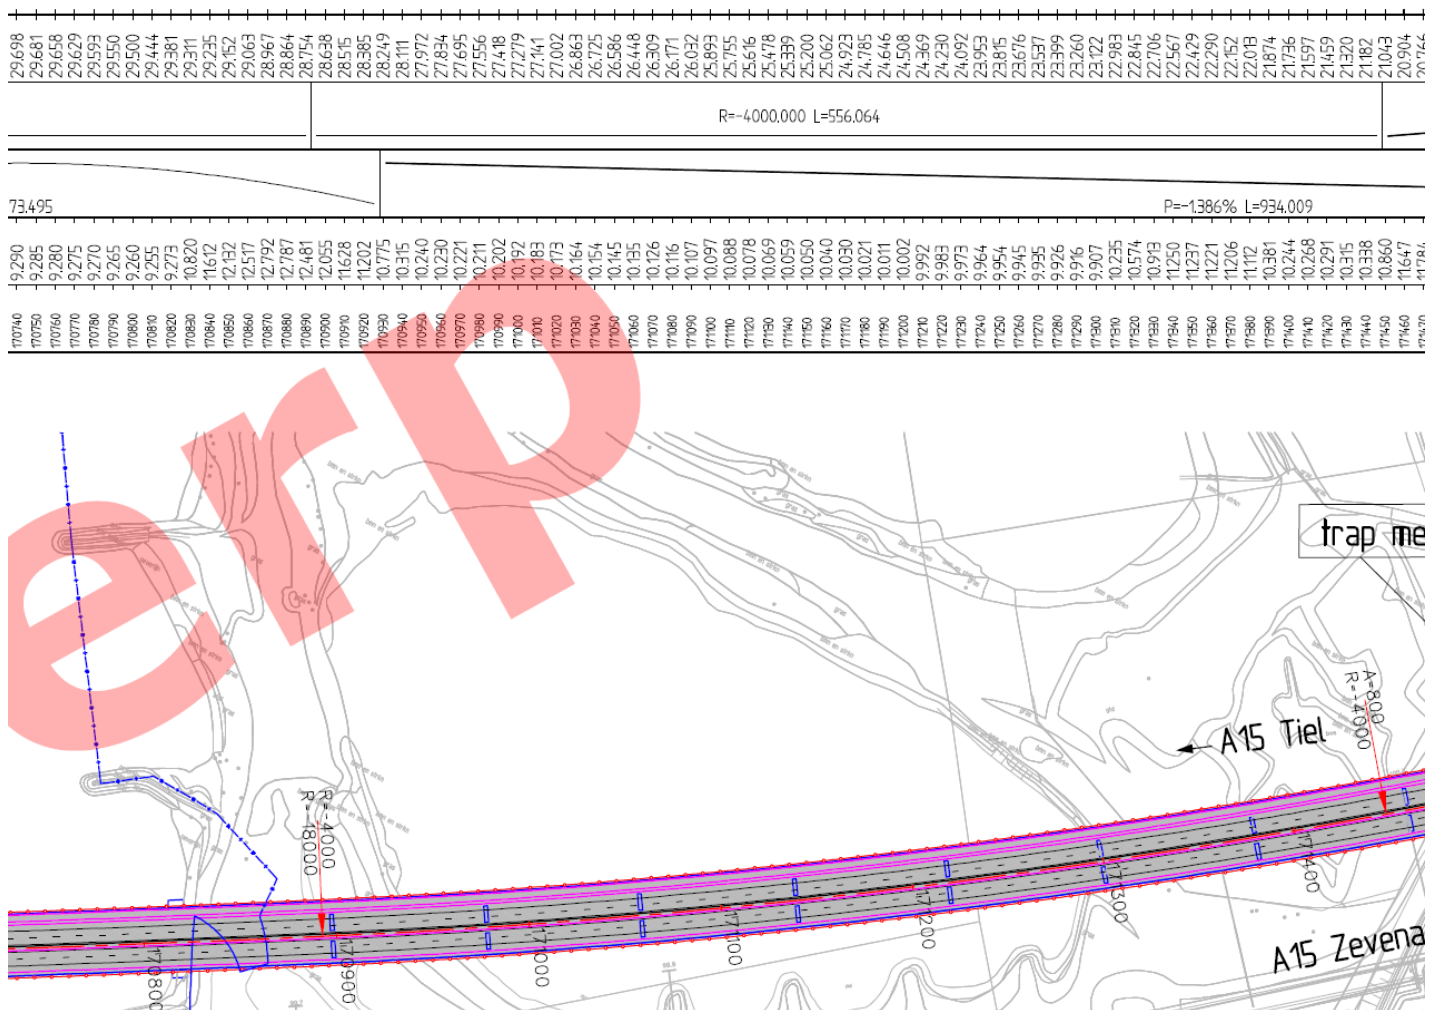 29.698 29.681 29.658 29.629 29.593 29.550 29.500 29.444 29.381 29.311 29.235 29.152 29.063 28.967 28.864 28.754 28.638 28.515 28.385 28.249 28.111 27.972 27.834 27.695 27.556 27.418 27.279 27.141 27.002 26.863 26.725 26.586 26.448 26.309 26.171 26.032 25.893 25.755 25.616 25.478 25.339 25.200 25.062 24.923 24.785 24.646 24.508 24.369 24.230 24.092 23.953 23.815 23.676 23.537 23.399 23.260 23.122 22.983 22.845 22.706 22.567 22.429 22.290 22.152 22.013 21.874 21.736 21.597 21.459 21.320 21.182 21.043 20.904
R=-4000.000 L=556.064
73.495
P=-1.386% L=934.009
9.290 9.285 9.280 9.275 9.270 9.265 9.260 9.255 9.273 10.820 11.612 12.132 12.517 12.792 12.787 12.481 12.055 11.628 11.202 10.775 10.315 10.240 10.230 10.221 10.211 10.202 10.192 10.183 10.173 10.164 10.154 10.145 10.135 10.126 10.116 10.107 10.097 10.088 10.078 10.069 10.059 10.050 10.040 10.030 10.021 10.011 10.002 9.992 9.983 9.973 9.964 9.954 9.945 9.935 9.926 9.916 9.907 10.235 10.574 10.913 11.250 11.237 11.221 11.206 11.112 10.381 10.244 10.268 10.291 10.315 10.338 10.860 11.647 11.784
170740 170750 170760 170770 170780 170790 170800 170810 170820 170830 170840 170850 170860 170870 170880 170890 170900 170910 170920 170930 170940 170950 170960 170970 170980 170990 171000 171010 171020 171030 171040 171050 171060 171070 171080 171090 171100 171110 171120 171130 171140 171150 171160 171170 171180 171190 171200 171210 171220 171230 171240 171250 171260 171270 171280 171290 171300 171310 171320 171330 171340 171350 171360 171370 171380 171390 171400 171410 171420 171430 171440 171450 171460 171470
erp
trap me
A=800
R=-4000
A15 Tiel
R=-4000
R=-18000
170800
170900
171000
171100
171200
171300
171400
A15 Zevena